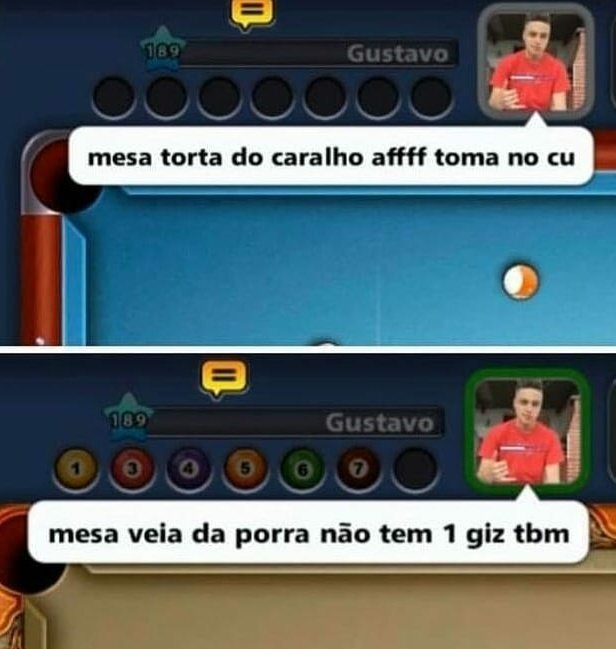 189
Gustavo
mesa torta do caralho affff toma no cu
189
Gustavo
1 3 4 5 6 7
mesa veia da porra não tem 1 giz tbm